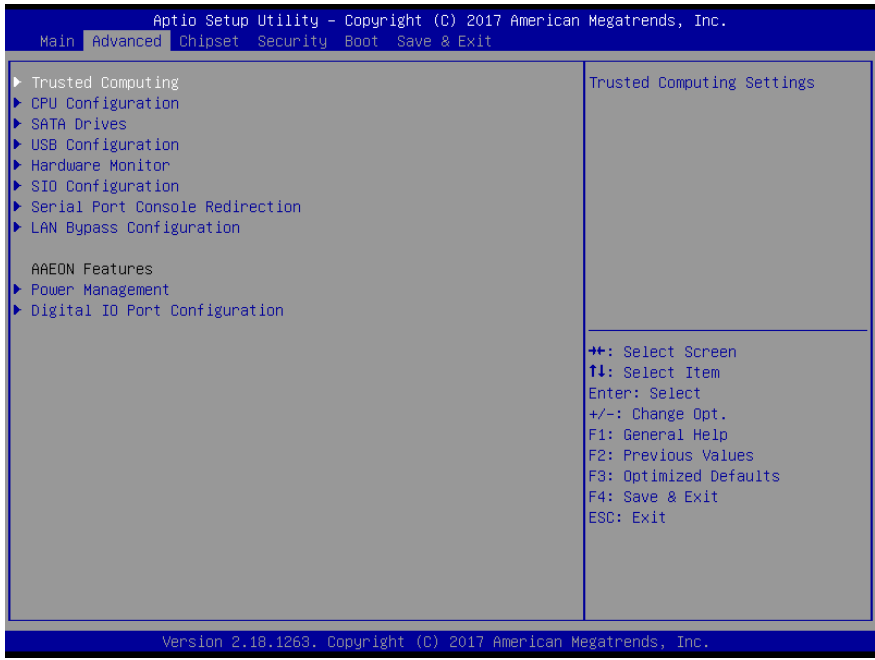 Aptio Setup Utility – Copyright (C) 2017 American Megatrends, Inc.
Main Advanced Chipset Security Boot Save & Exit
▶ Trusted Computing
▶ CPU Configuration
▶ SATA Drives
▶ USB Configuration
▶ Hardware Monitor
▶ SIO Configuration
▶ Serial Port Console Redirection
▶ LAN Bypass Configuration
AAEON Features
▶ Power Management
▶ Digital IO Port Configuration
Trusted Computing Settings
→←: Select Screen
↑↓: Select Item
Enter: Select
+/-: Change Opt.
F1: General Help
F2: Previous Values
F3: Optimized Defaults
F4: Save & Exit
ESC: Exit
Version 2.18.1263. Copyright (C) 2017 American Megatrends, Inc.